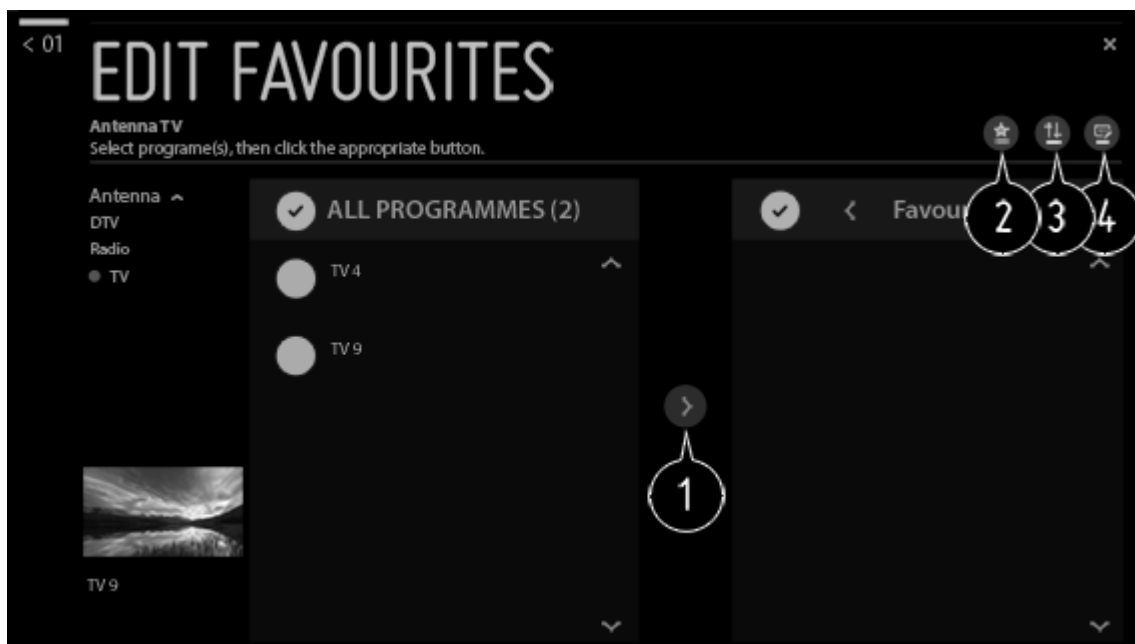 < 01
EDIT FAVOURITES
Antenna TV
Select programe(s), then click the appropriate button.
Antenna
DTV
Radio
TV
ALL PROGRAMMES (2)
TV 4
TV 9
1
2
3
4
TV 9